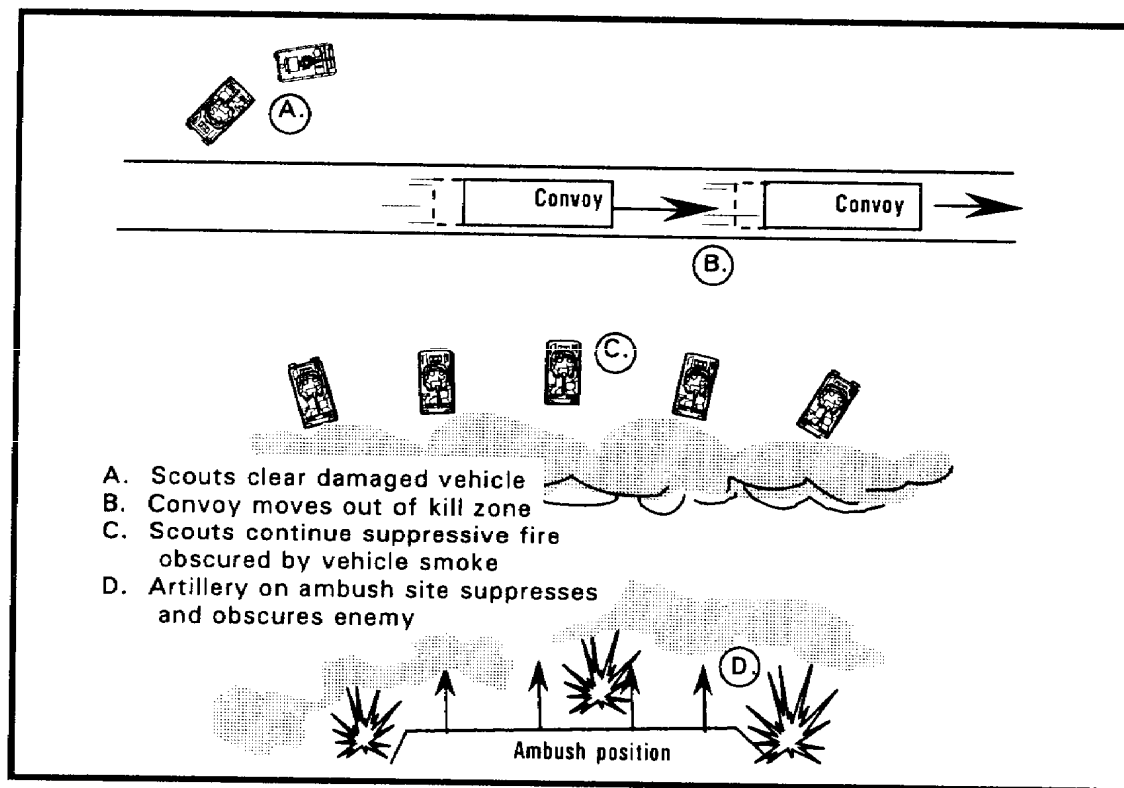 A.
Convoy
Convoy
B.
C.
A. Scouts clear damaged vehicle
B. Convoy moves out of kill zone
C. Scouts continue suppressive fire
obscured by vehicle smoke
D. Artillery on ambush site suppresses
and obscures enemy
D.
Ambush position